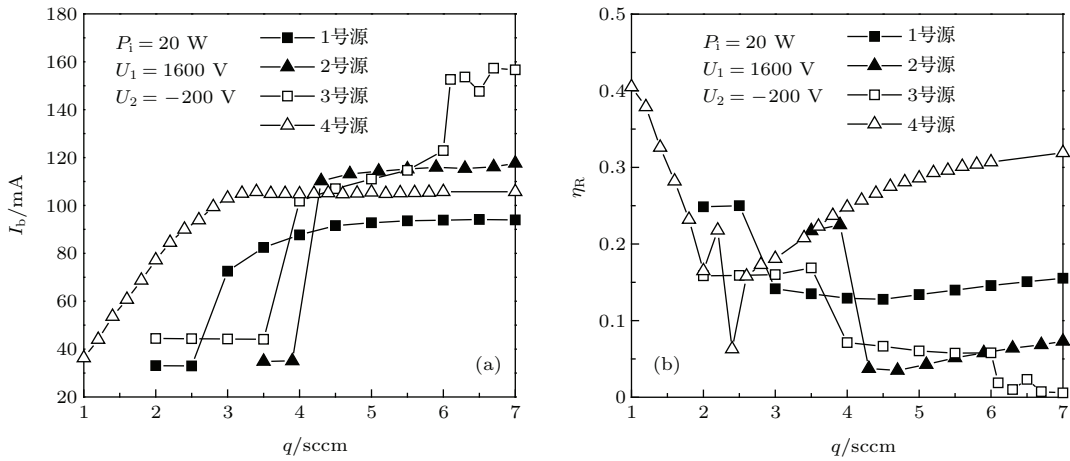 180
160
140
120
100
80
60
40
20
1 2 3 4 5 6 7
I_b/mA
q/sccm
P_i = 20 W
U_1 = 1600 V
U_2 = −200 V
1号源
2号源
3号源
4号源
(a)
0.5
0.4
0.3
0.2
0.1
0
1 2 3 4 5 6 7
η_R
q/sccm
P_i = 20 W
U_1 = 1600 V
U_2 = −200 V
1号源
2号源
3号源
4号源
(b)